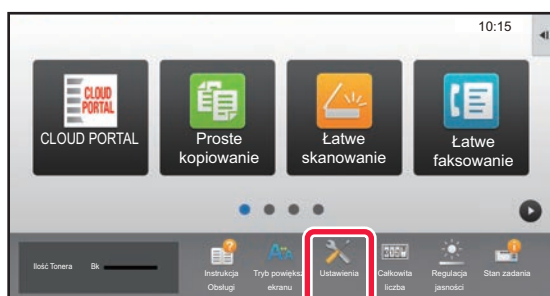 10:15
CLOUD
PORTAL
CLOUD PORTAL
Proste
kopiowanie
Łatwe
skanowanie
Łatwe
faksowanie
Ilość Tonera Bk
Instrukcja
Obsługi
Tryb powiększ
ekranu
Ustawienia
Całkowita
liczba
Regulacja
jasności
Stan zadania